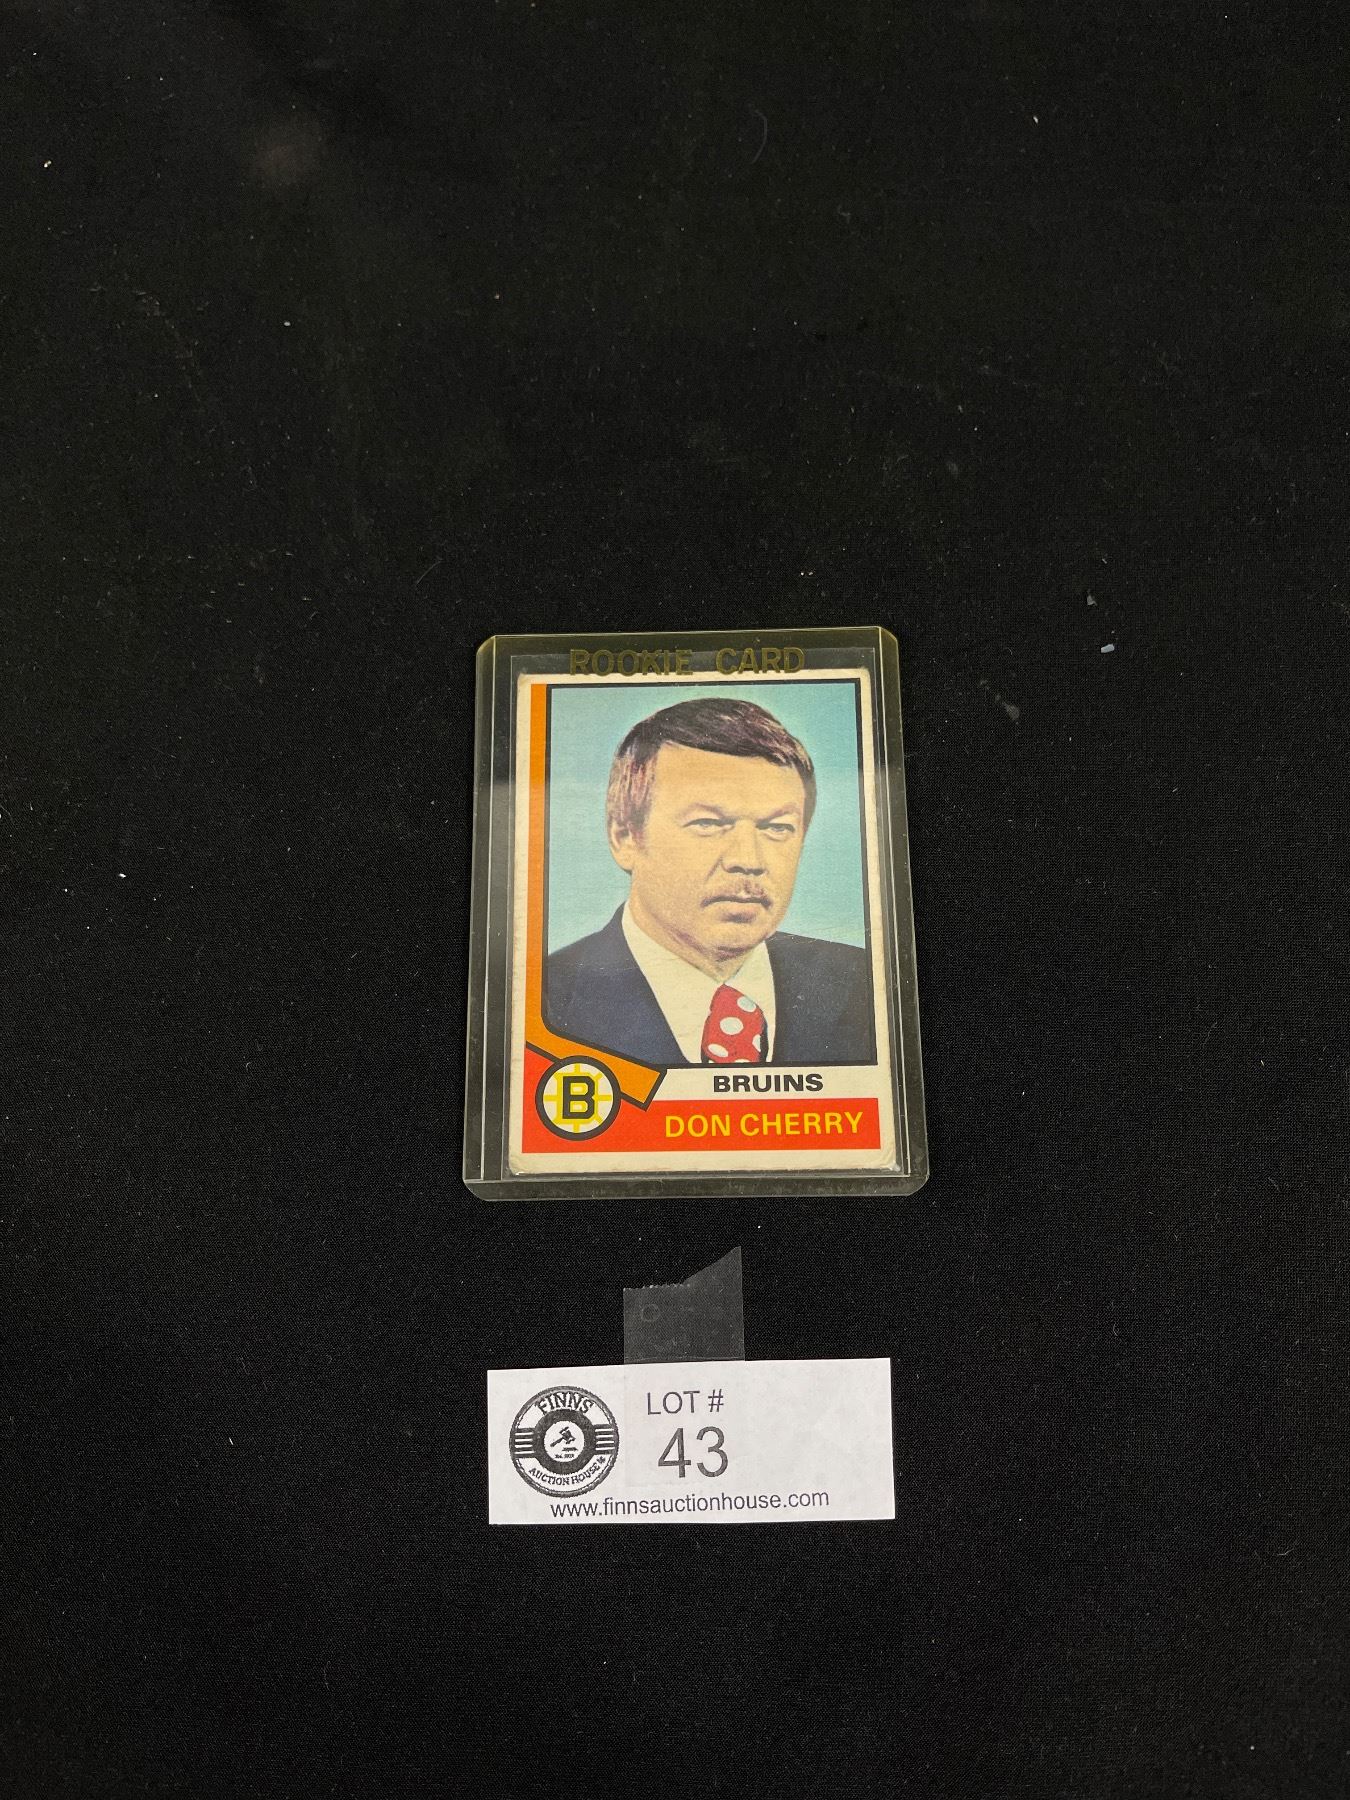 ROOKIE CARD
B
BRUINS
DON CHERRY
FINNS
AUCTION HOUSE
LOT #
43
www.finnsauctionhouse.com